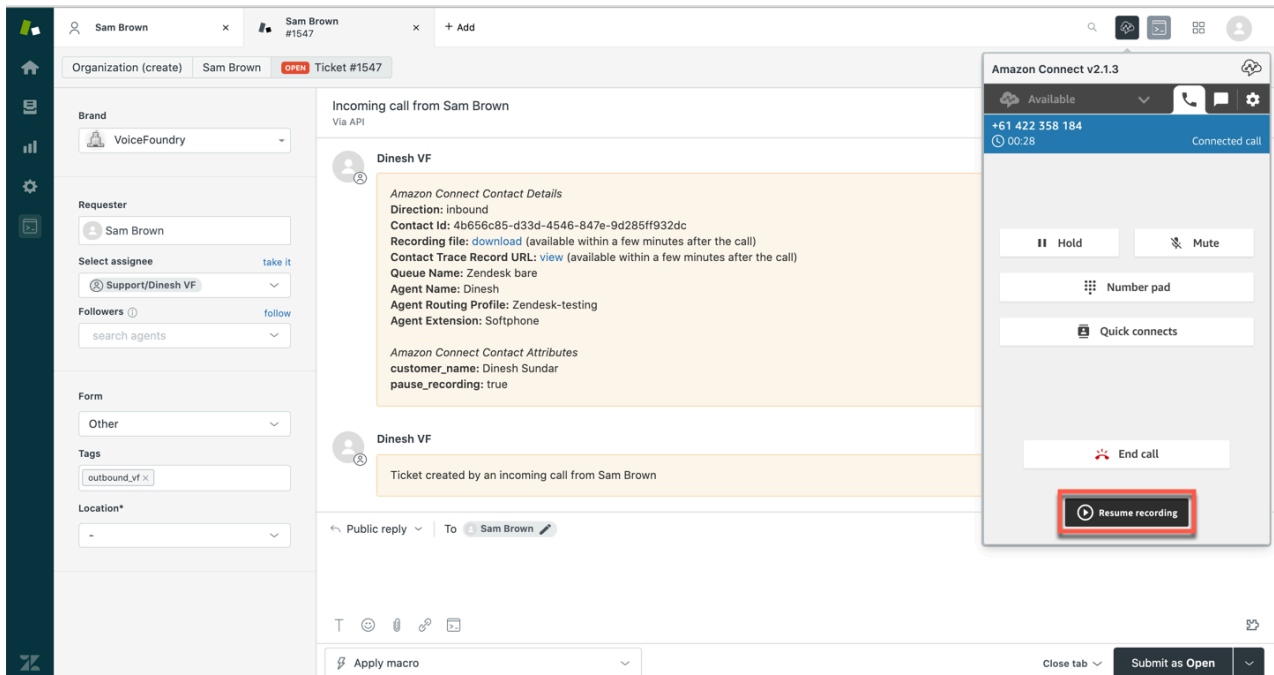 Sam Brown
Sam Brown
#1547
+ Add
Organization (create)
Sam Brown
OPEN Ticket #1547
Brand
VoiceFoundry
Requester
Sam Brown
Select assignee
take it
Support/Dinesh VF
Followers
follow
search agents
Form
Other
Tags
outbound_vf ×
Location*
-
Incoming call from Sam Brown
Via API
Dinesh VF
Amazon Connect Contact Details
Direction: inbound
Contact Id: 4b656c85-d33d-4546-847e-9d285ff932dc
Recording file: download (available within a few minutes after the call)
Contact Trace Record URL: view (available within a few minutes after the call)
Queue Name: Zendesk bare
Agent Name: Dinesh
Agent Routing Profile: Zendesk-testing
Agent Extension: Softphone
Amazon Connect Contact Attributes
customer_name: Dinesh Sundar
pause_recording: true
Dinesh VF
Ticket created by an incoming call from Sam Brown
Public reply
To Sam Brown
Apply macro
Close tab
Submit as Open
Amazon Connect v2.1.3
Available
+61 422 358 184
00:28
Connected call
Hold
Mute
Number pad
Quick connects
End call
Resume recording